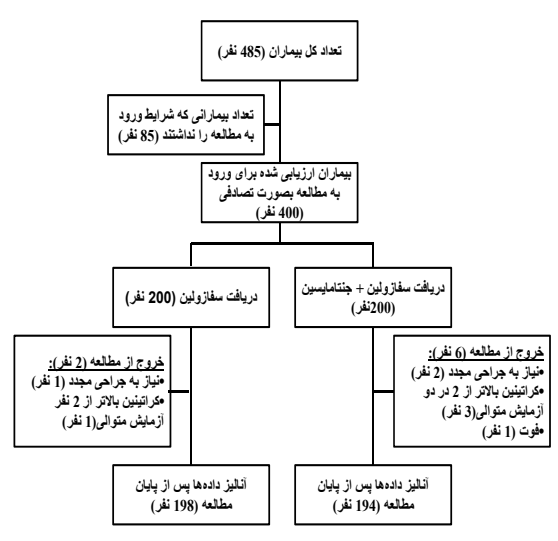 تعداد کل بیماران (485 نفر)
تعداد بیمارانی که شرایط ورود
به مطالعه را نداشتند (85 نفر)
بیماران ارزیابی شده برای ورود
به مطالعه بصورت تصادفی
(400 نفر)
دریافت سفازولین + جنتامایسین
(200نفر)
دریافت سفازولین (200 نفر)
خروج از مطالعه (6 نفر):
•نیاز به جراحی مجدد (2 نفر)
•کراتینین بالاتر از 2 در دو
آزمایش متوالی(3 نفر)
•فوت (1 نفر)
خروج از مطالعه (2 نفر):
•نیاز به جراحی مجدد (1 نفر)
•کراتینین بالاتر از 2 نفر
آزمایش متوالی(1 نفر)
آنالیز داده‌ها پس از پایان
مطالعه (194 نفر)
آنالیز داده‌ها پس از پایان
مطالعه (198 نفر)